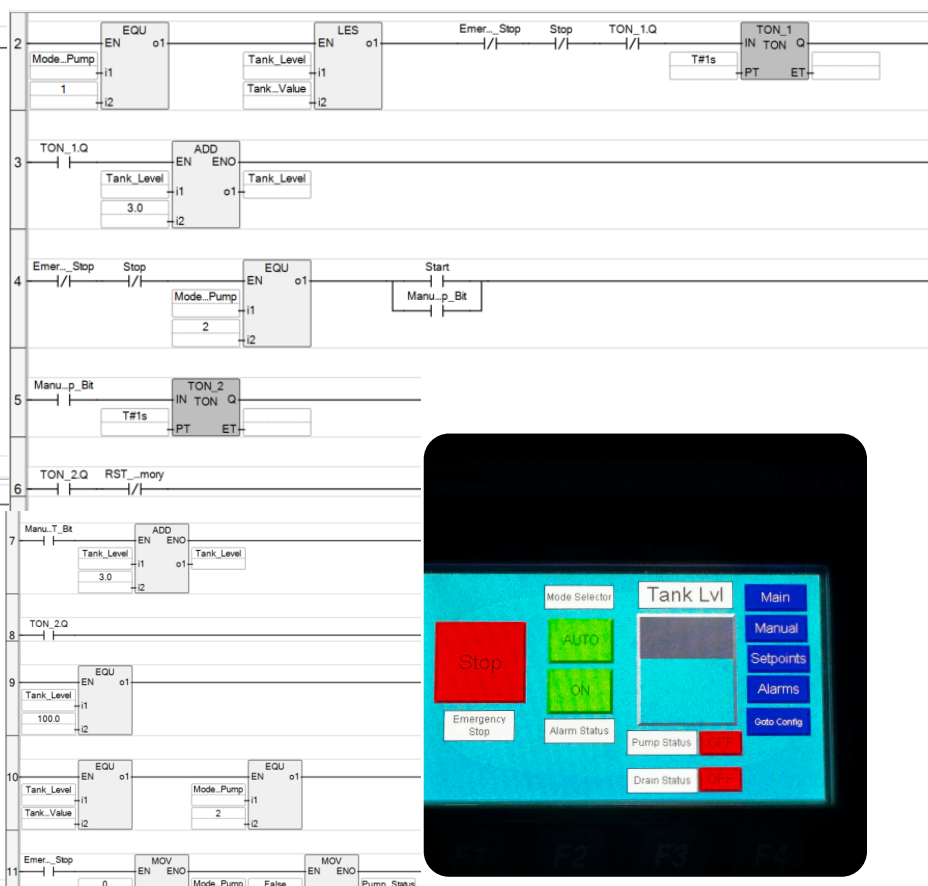 2
EQU
EN o1
Mode...Pump
i1
1
i2
LES
EN o1
Tank_Level
i1
Tank...Value
i2
Emer..._Stop
Stop
TON_1.Q
TON_1
IN TON Q
T#1s
PT ET
3
TON_1.Q
ADD
EN ENO
Tank_Level
i1 o1
Tank_Level
3.0
i2
4
Emer..._Stop
Stop
EQU
EN o1
Mode...Pump
i1
2
i2
Start
Manu...p_Bit
5
Manu...p_Bit
TON_2
IN TON Q
T#1s
PT ET
6
TON_2.Q
RST_...mory
7
Manu...T_Bit
ADD
EN ENO
Tank_Level
i1 o1
Tank_Level
3.0
i2
8
TON_2.Q
9
EQU
EN o1
Tank_Level
i1
100.0
i2
10
EQU
EN o1
Tank_Level
i1
Tank...Value
i2
EQU
EN o1
Mode...Pump
i1
2
i2
11
Emer..._Stop
MOV
EN ENO
0
Mode...Pump
MOV
EN ENO
False
Pump_Status
Mode Selector
Tank Lvl
Main
AUTO
Manual
Stop
Setpoints
ON
Alarms
Emergency
Stop
Alarm Status
Goto Config
Pump Status
OFF
Drain Status
OFF
F2
F3
F4